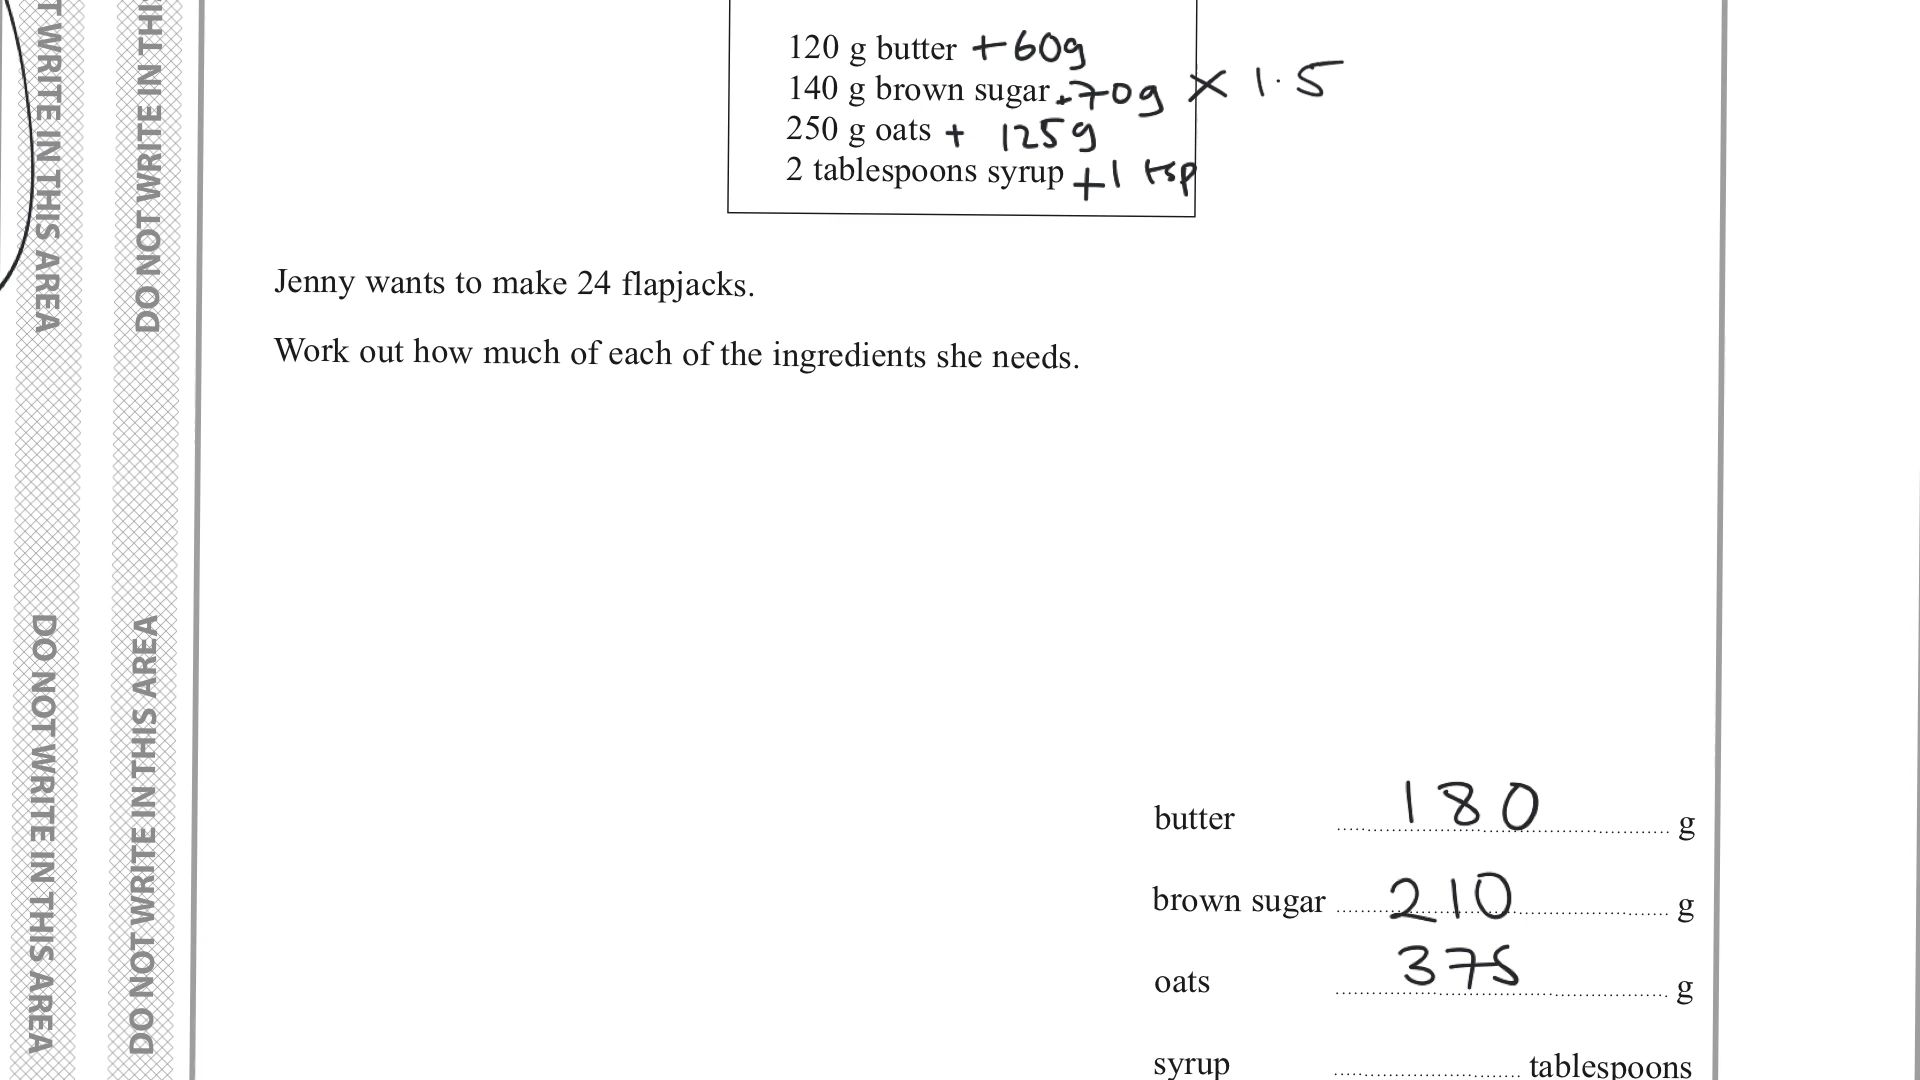 120 g butter +60g
140 g brown sugar +70g × 1.5
250 g oats + 125g
2 tablespoons syrup +1 tsp
Jenny wants to make 24 flapjacks.
Work out how much of each of the ingredients she needs.
butter 180 g
brown sugar 210 g
oats 375 g
syrup tablespoons
T WRITE IN THIS AREA
DO NOT WRITE IN THIS
DO NOT WRITE IN THIS AREA
DO NOT WRITE IN THIS AREA